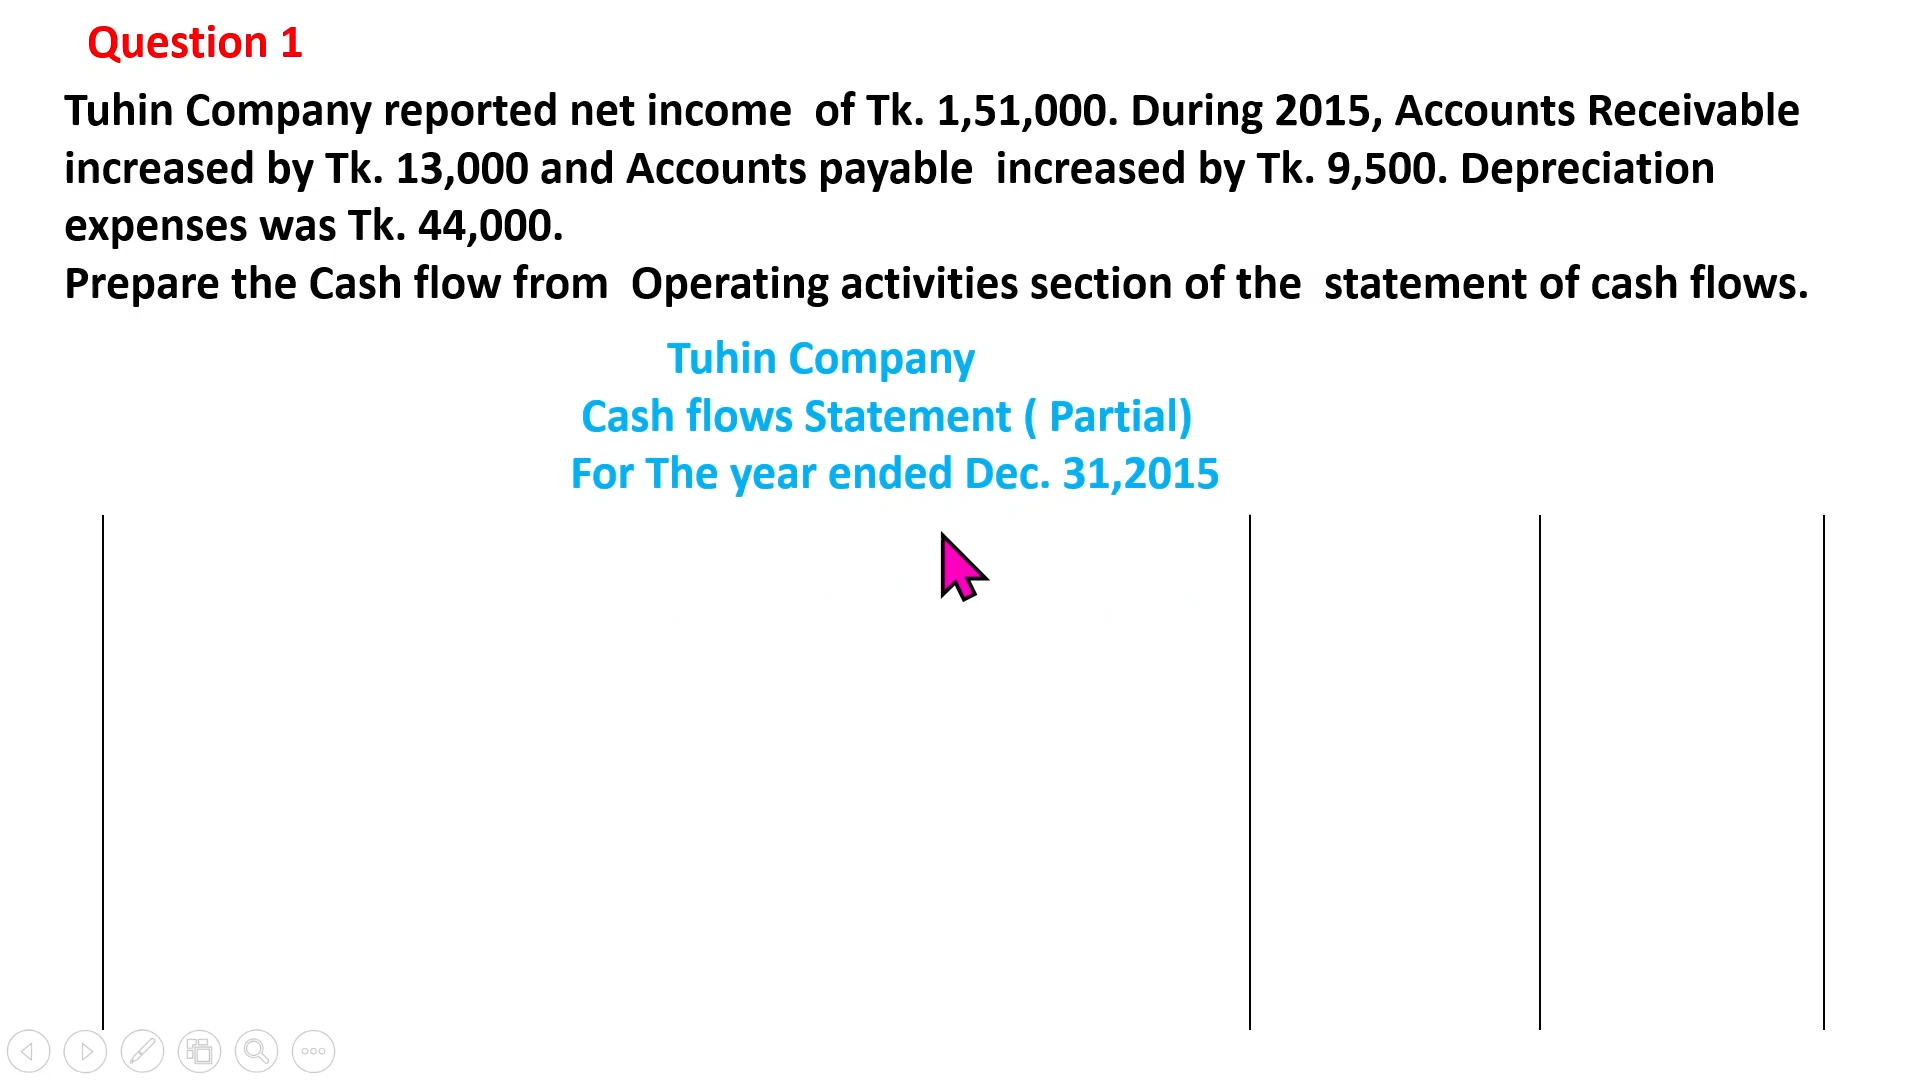 Question 1
Tuhin Company reported net income of Tk. 1,51,000. During 2015, Accounts Receivable
increased by Tk. 13,000 and Accounts payable increased by Tk. 9,500. Depreciation
expenses was Tk. 44,000.
Prepare the Cash flow from Operating activities section of the statement of cash flows.
Tuhin Company
Cash flows Statement ( Partial)
For The year ended Dec. 31,2015